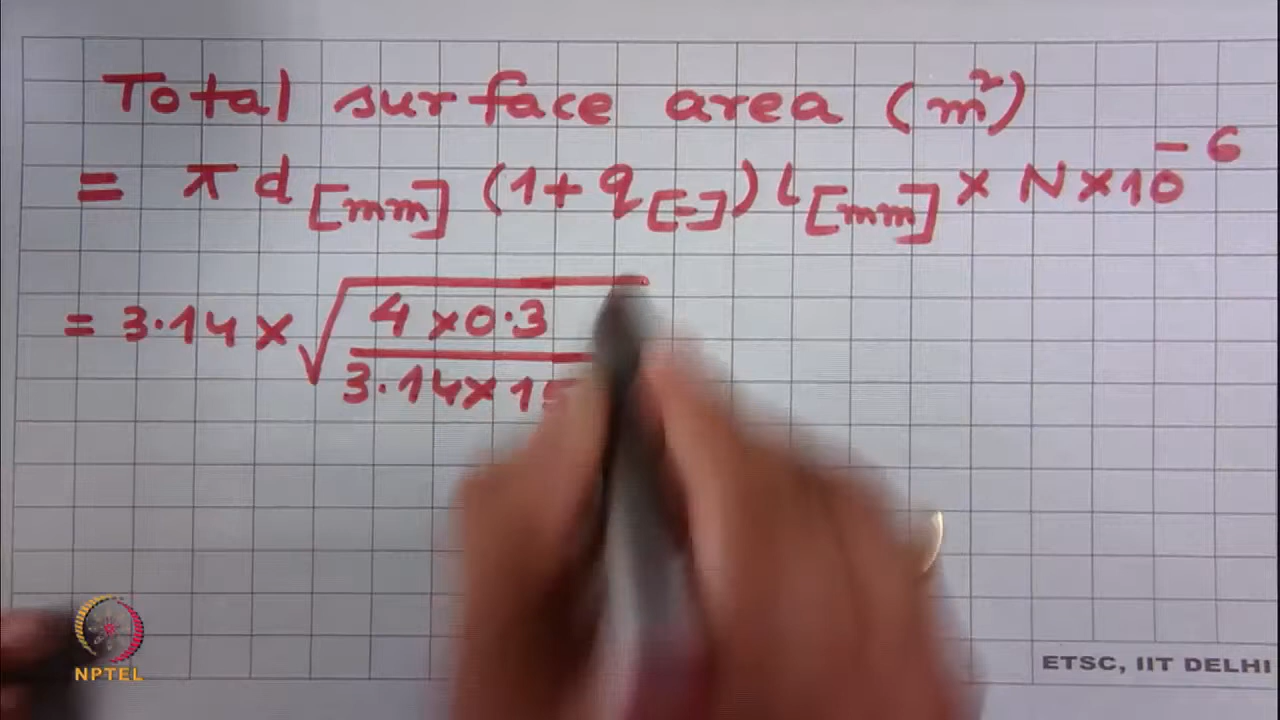 Total surface area (m²)
= π d [mm] (1 + q [-]) l [mm] × N × 10⁻⁶
= 3.14 × √ 4 × 0.3
3.14 × 15
NPTEL
ETSC, IIT DELHI